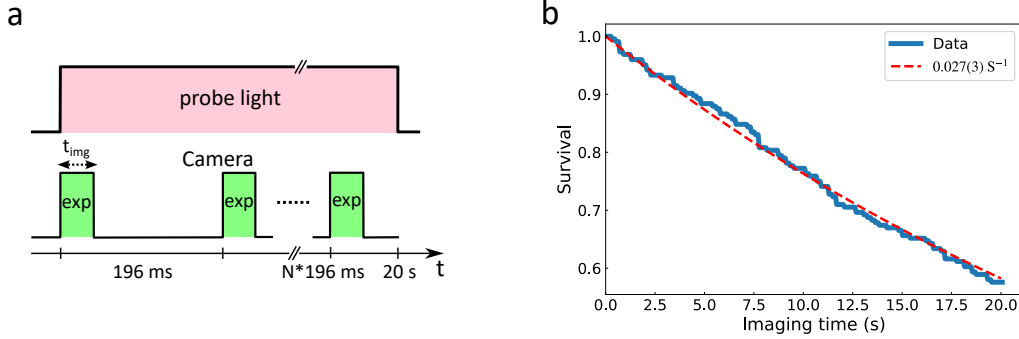 a
probe light
t_img
Camera
exp
exp
......
exp
196 ms
N*196 ms
20 s
t
b
Data
0.027(3) S⁻¹
1.0
0.9
0.8
0.7
0.6
Survival
0.0 2.5 5.0 7.5 10.0 12.5 15.0 17.5 20.0
Imaging time (s)